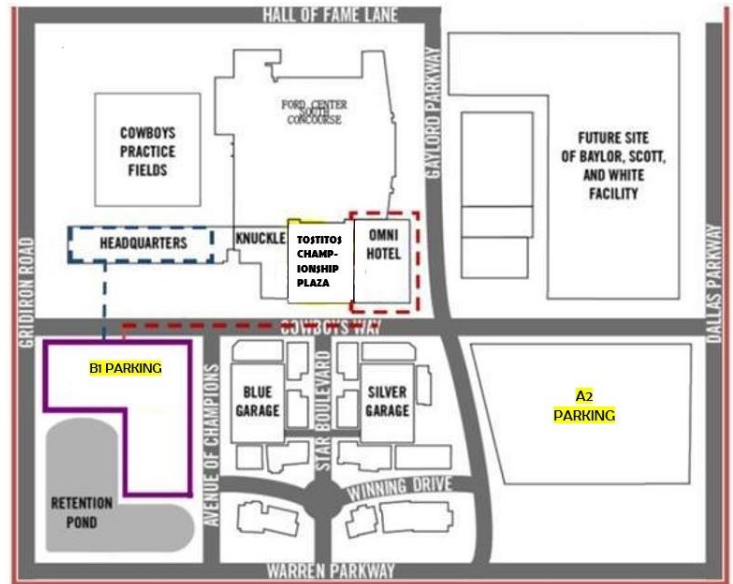 HALL OF FAME LANE
GAYLORD PARKWAY
FORD CENTER
SOUTH
CONCOURSE
COWBOYS
PRACTICE
FIELDS
FUTURE SITE
OF BAYLOR, SCOTT,
AND WHITE
FACILITY
HEADQUARTERS
KNUCKLE
TOSTITOS
CHAMP-
IONSHIP
PLAZA
OMNI
HOTEL
GRIDIRON ROAD
DALLAS PARKWAY
COWBOYS WAY
B1 PARKING
AVENUE OF CHAMPIONS
BLUE
GARAGE
STAR BOULEVARD
SILVER
GARAGE
A2
PARKING
RETENTION
POND
WINNING DRIVE
WARREN PARKWAY